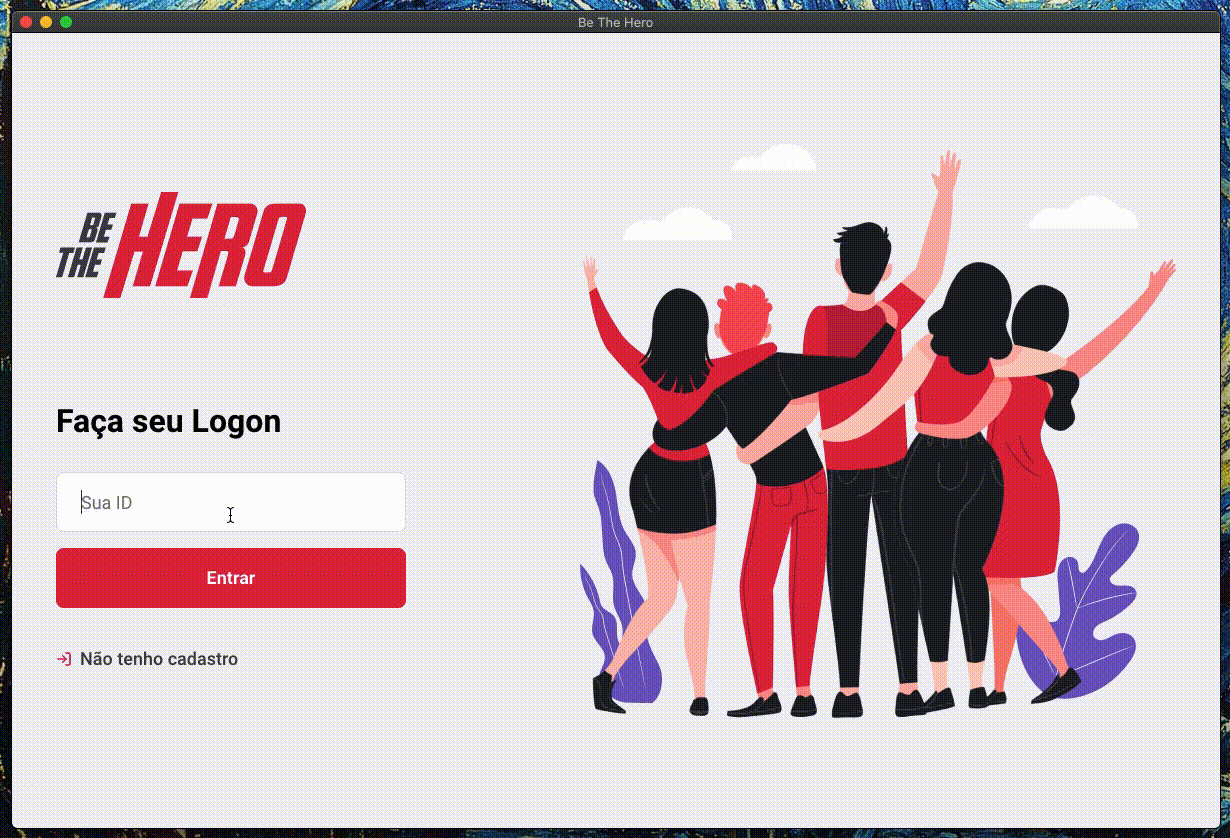 Be The Hero
BE
THE
HERO
Faça seu Logon
Sua ID
Entrar
Não tenho cadastro